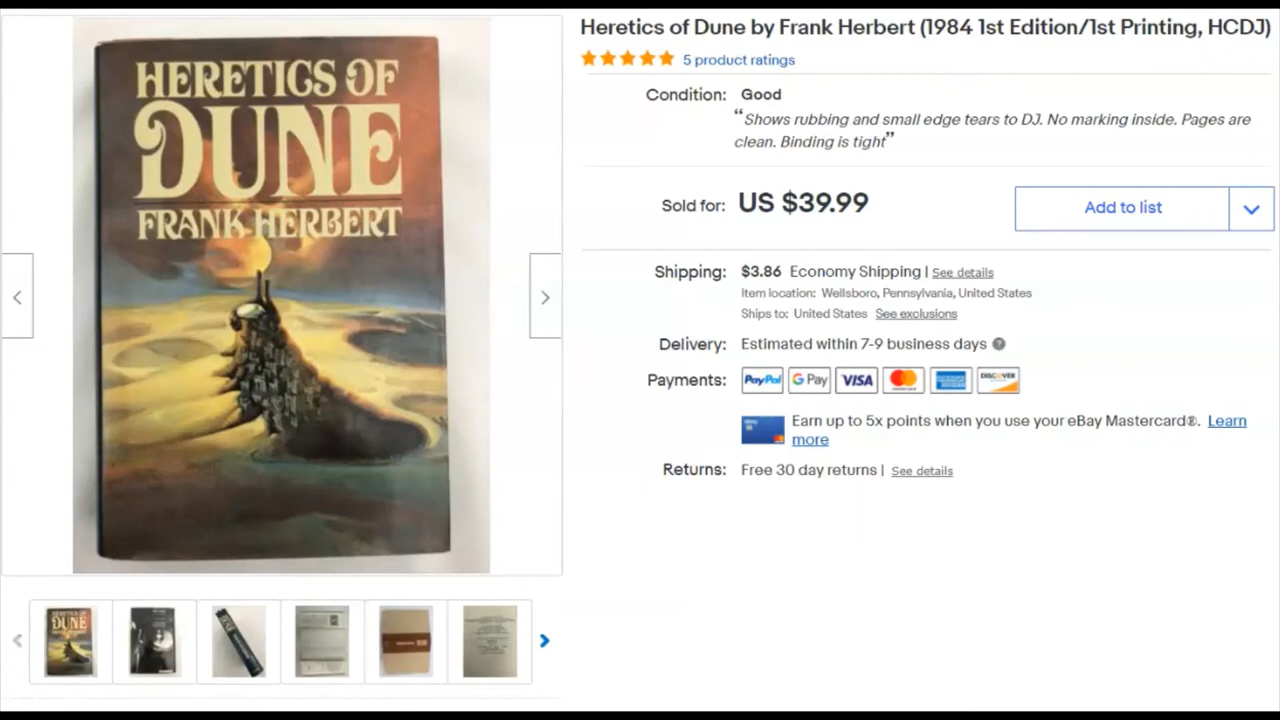 HERETICS OF
DUNE
FRANK HERBERT
Heretics of Dune by Frank Herbert (1984 1st Edition/1st Printing, HCDJ)
5 product ratings
Condition: Good
“Shows rubbing and small edge tears to DJ. No marking inside. Pages are
clean. Binding is tight”
Sold for: US $39.99
Add to list
Shipping: $3.86 Economy Shipping | See details
Item location: Wellsboro, Pennsylvania, United States
Ships to: United States See exclusions
Delivery: Estimated within 7-9 business days
Payments: PayPal G Pay VISA DISCOVER
Earn up to 5x points when you use your eBay Mastercard®. Learn
more
Returns: Free 30 day returns | See details
HERETICS OF
DUNE